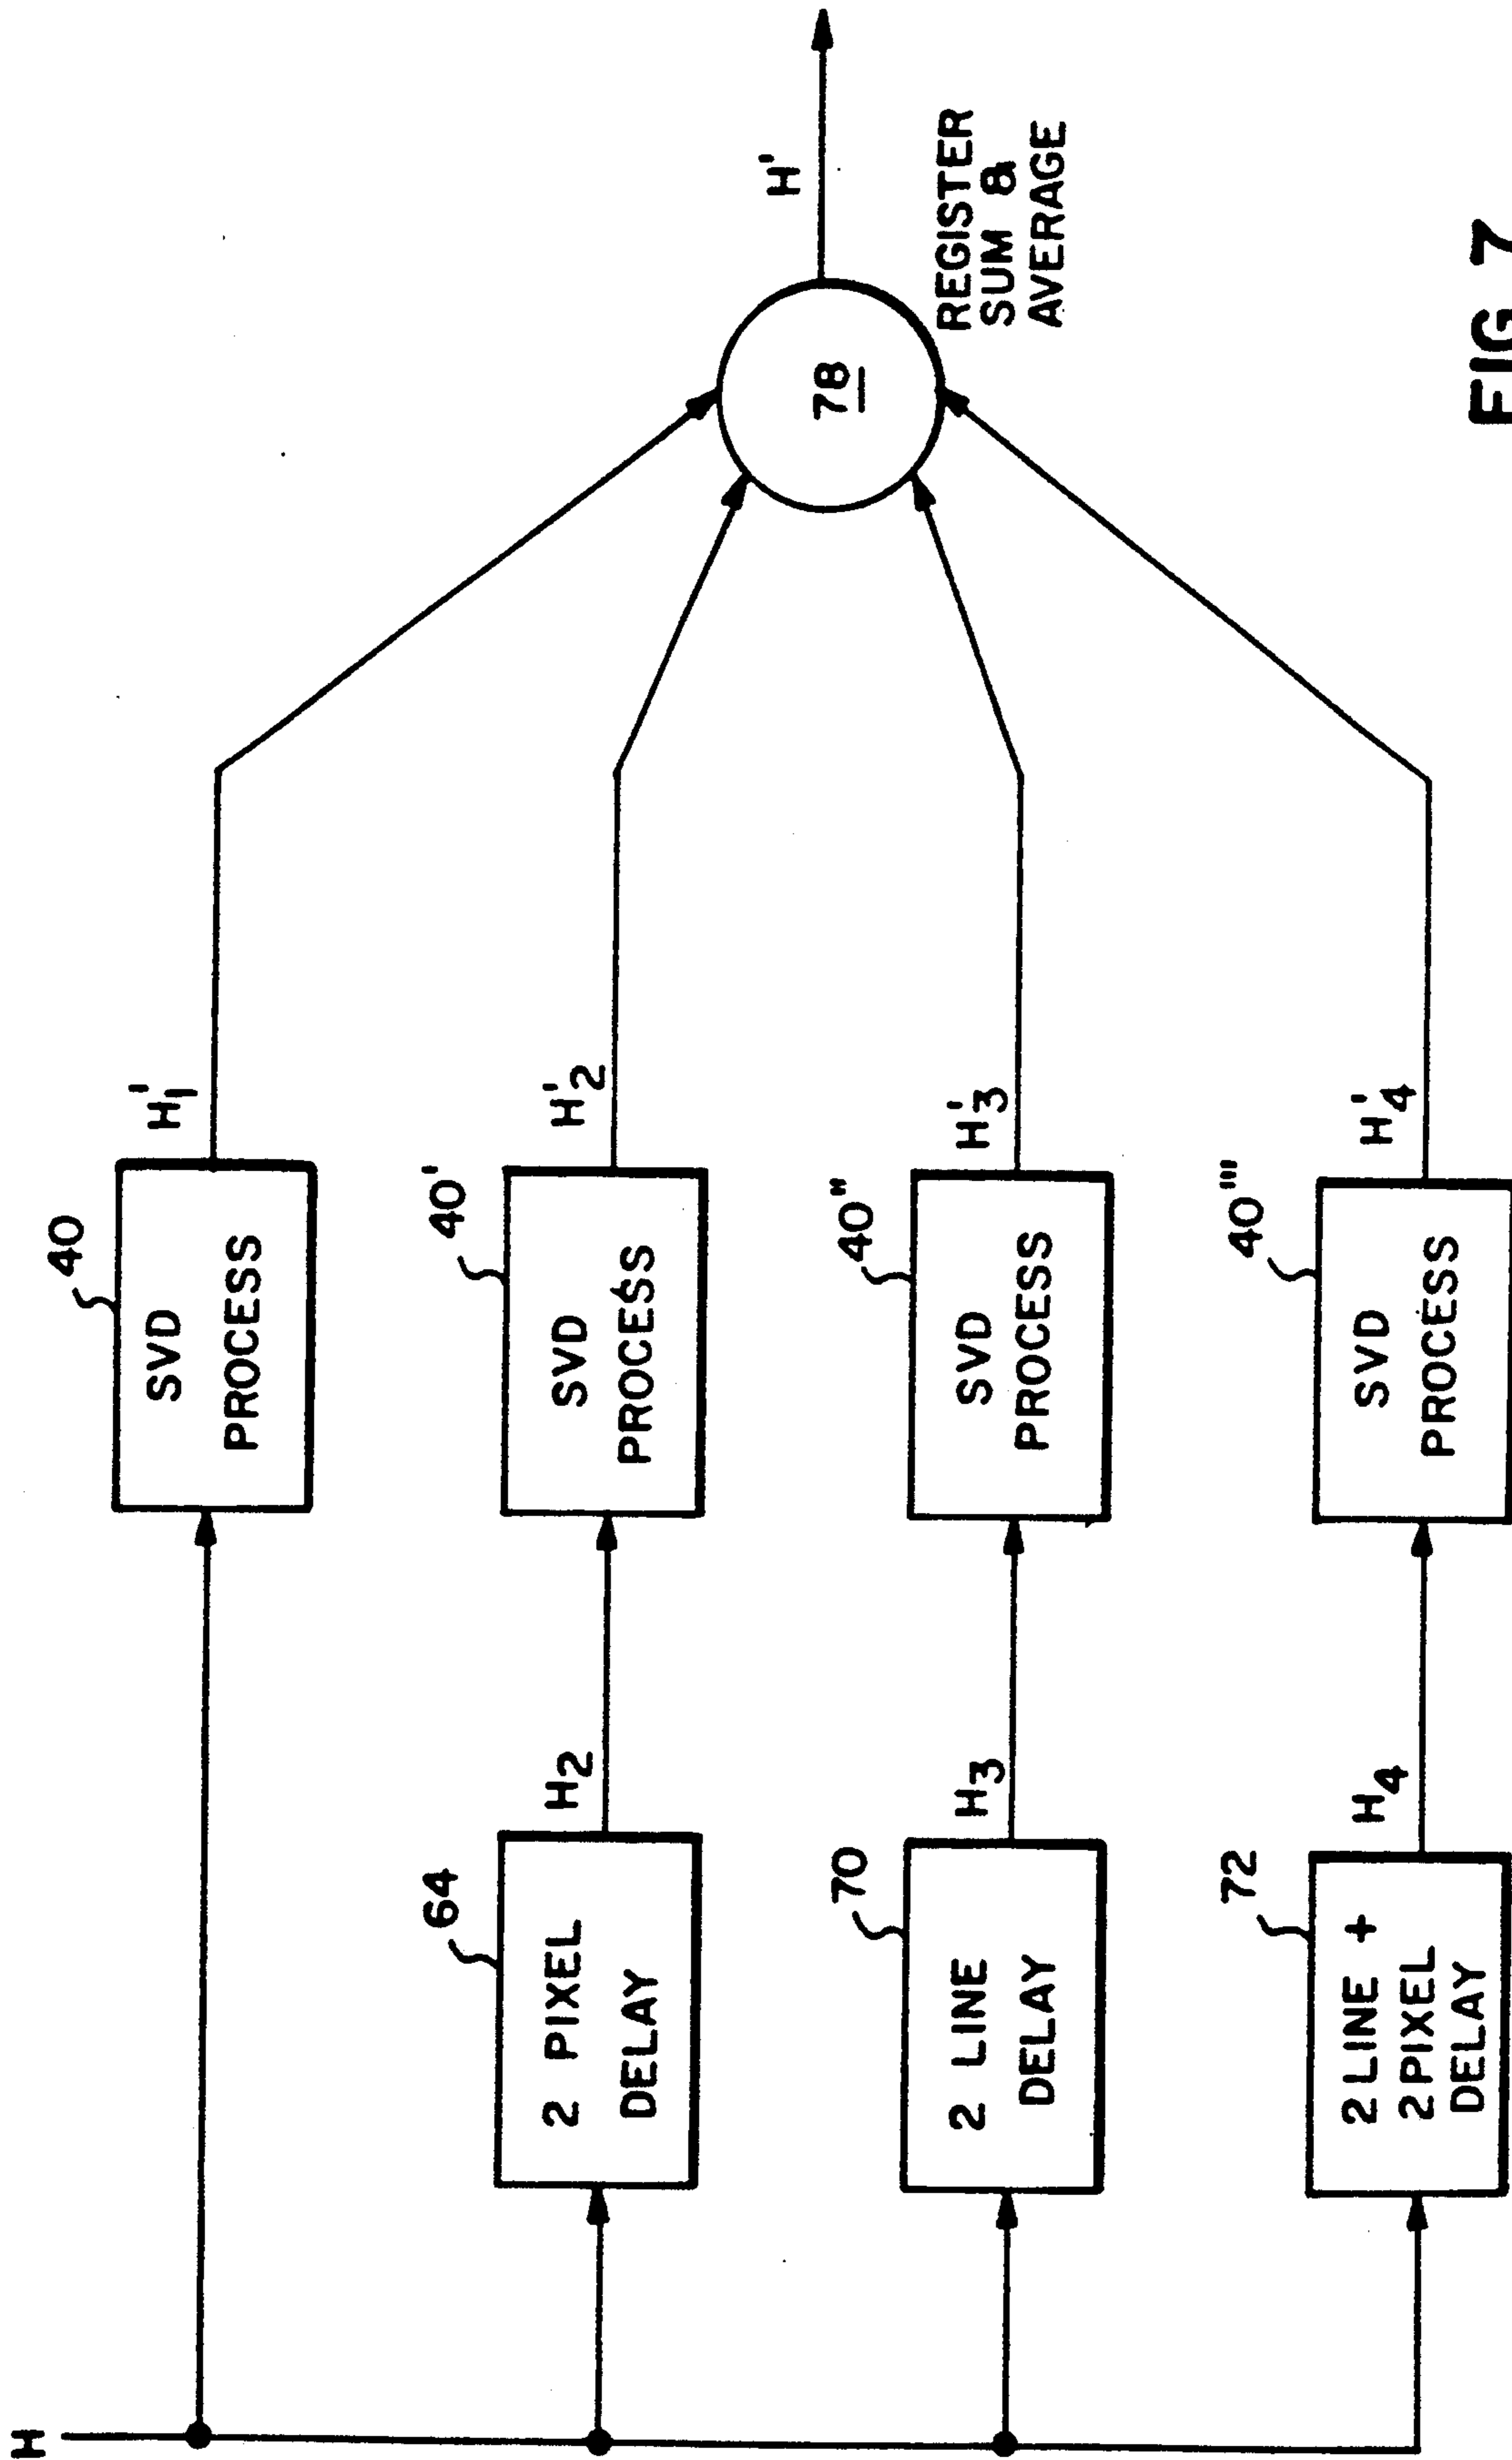 H
40
SVD
PROCESS
H'1
64
2 PIXEL
DELAY
H2
40'
SVD
PROCESS
H'2
70
2 LINE
DELAY
H3
40"
SVD
PROCESS
H'3
72
2 LINE +
2 PIXEL
DELAY
H4
40'''
SVD
PROCESS
H'4
78
H'
REGISTER
SUM &
AVERAGE
FIG 7